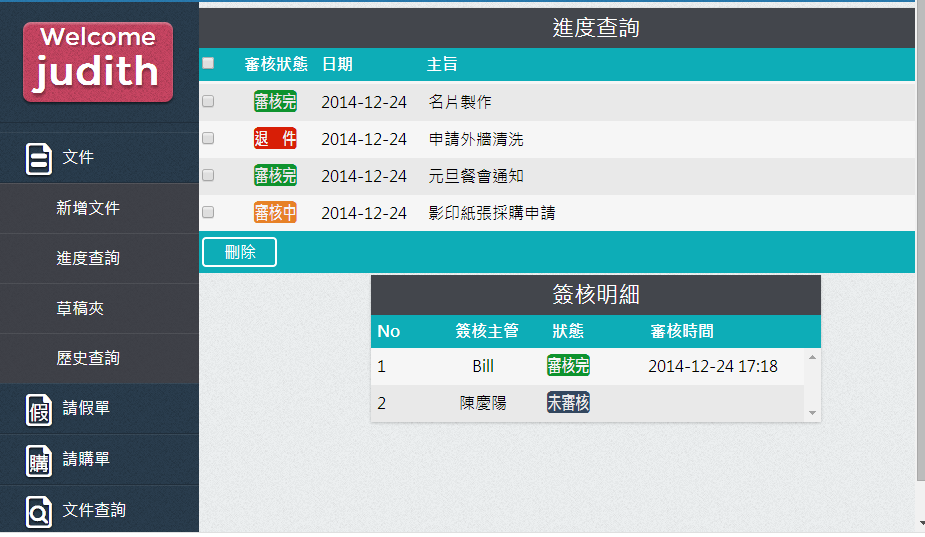 Welcome
judith
文件
新增文件
進度查詢
草稿夾
歷史查詢
假 請假單
購 請購單
文件查詢
進度查詢
審核狀態 日期 主旨
審核完 2014-12-24 名片製作
退 件 2014-12-24 申請外牆清洗
審核完 2014-12-24 元旦餐會通知
審核中 2014-12-24 影印紙張採購申請
刪除
簽核明細
No 簽核主管 狀態 審核時間
1 Bill 審核完 2014-12-24 17:18
2 陳慶陽 未審核